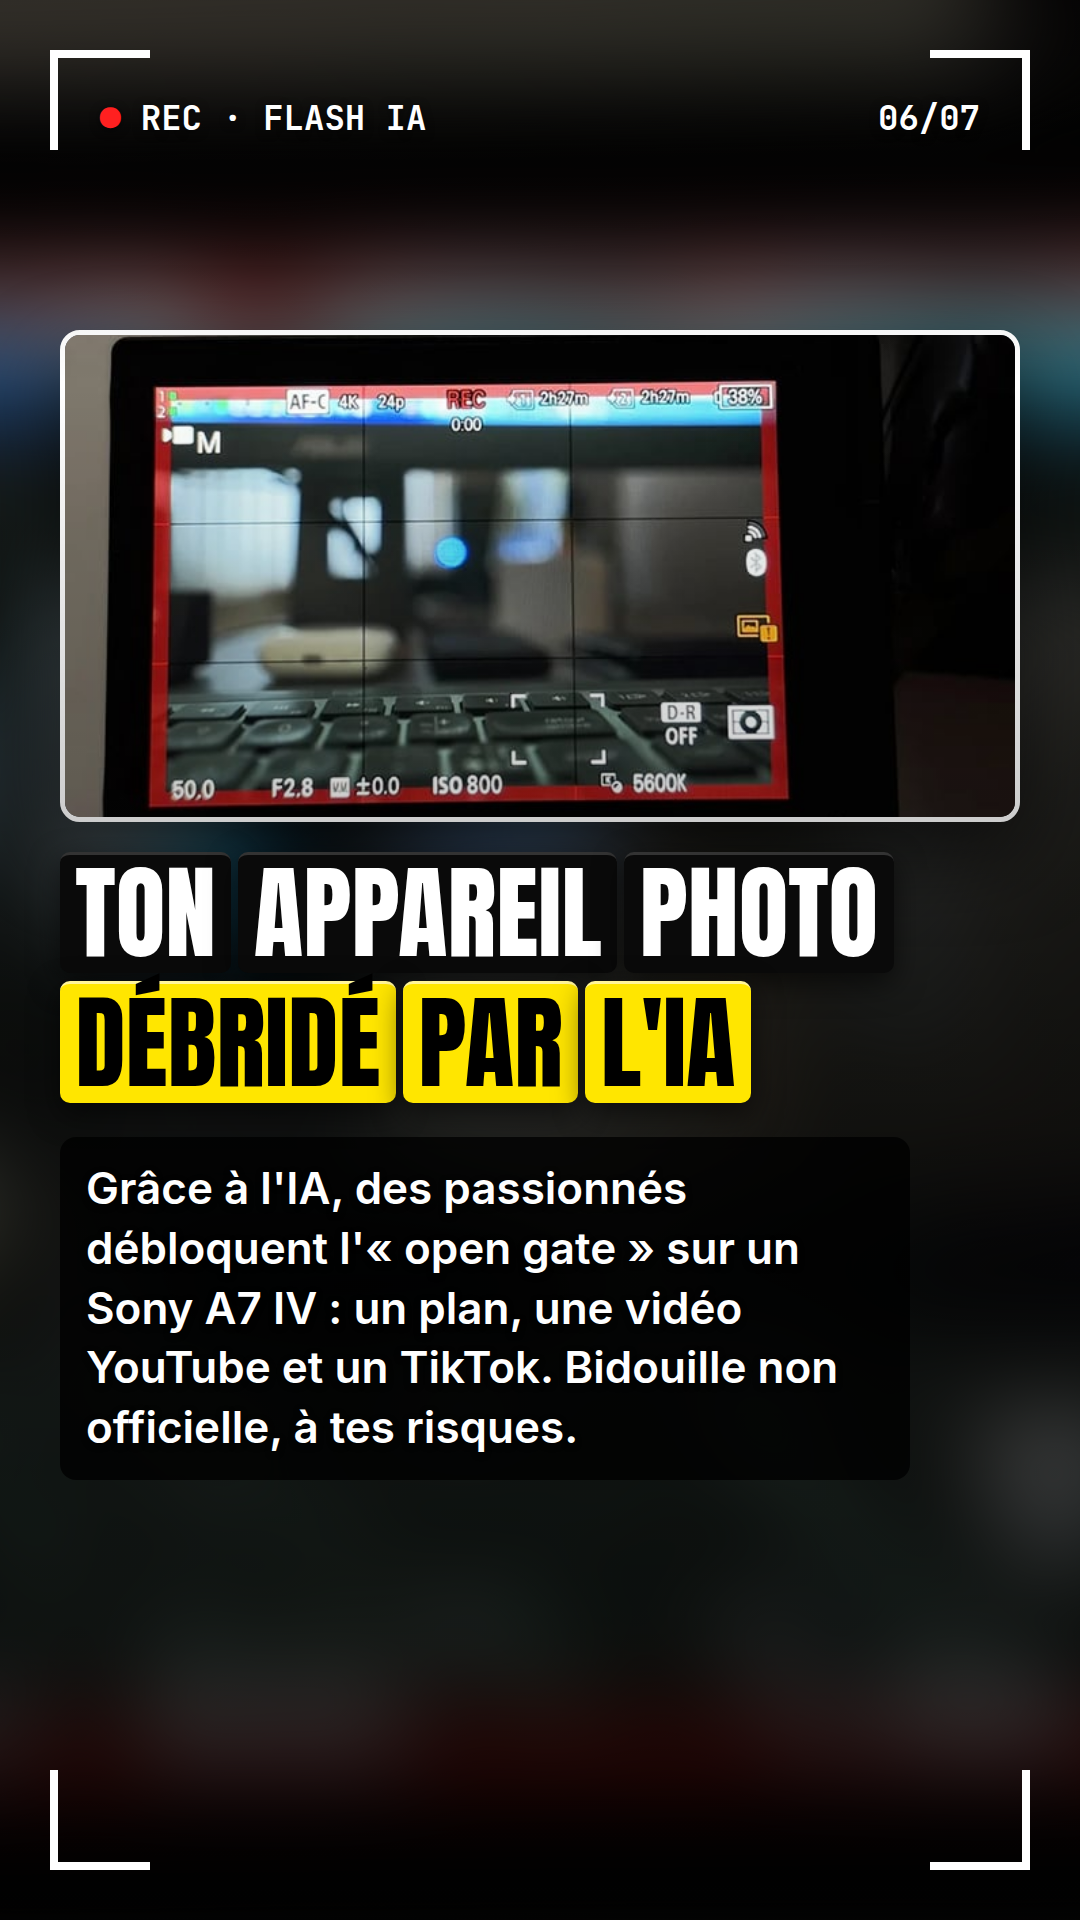 REC · FLASH IA
06/07
1
2
AF-C 4K 24p REC 2h27m 2h27m 38%
0:00
M
D-R
OFF
50.0 F2.8 ±0.0 ISO 800 5600K
TON APPAREIL PHOTO
DÉBRIDÉ PAR L'IA
Grâce à l'IA, des passionnés
débloquent l'« open gate » sur un
Sony A7 IV : un plan, une vidéo
YouTube et un TikTok. Bidouille non
officielle, à tes risques.